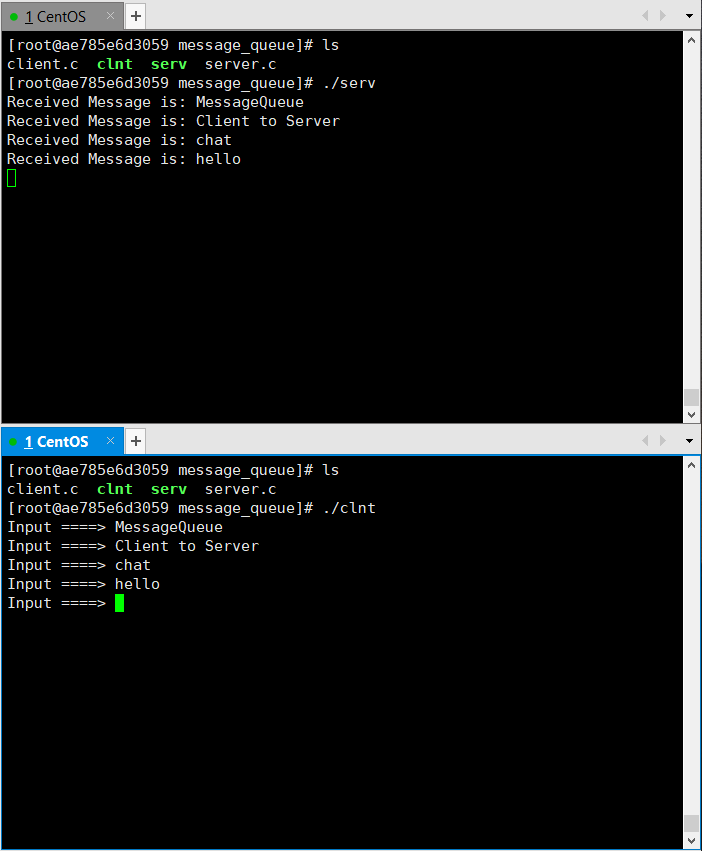 1 CentOS
[root@ae785e6d3059 message_queue]# ls
client.c  clnt  serv  server.c
[root@ae785e6d3059 message_queue]# ./serv
Received Message is: MessageQueue
Received Message is: Client to Server
Received Message is: chat
Received Message is: hello
1 CentOS
[root@ae785e6d3059 message_queue]# ls
client.c  clnt  serv  server.c
[root@ae785e6d3059 message_queue]# ./clnt
Input ====> MessageQueue
Input ====> Client to Server
Input ====> chat
Input ====> hello
Input ====>